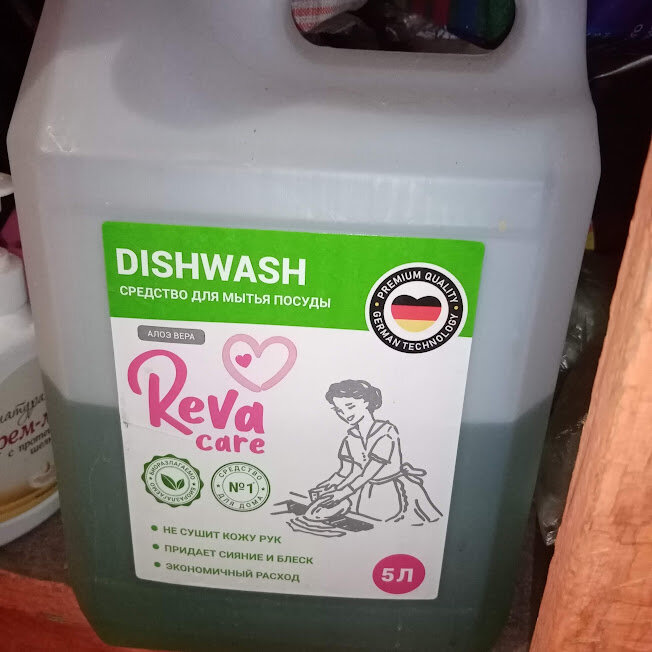 DISHWASH
СРЕДСТВО ДЛЯ МЫТЬЯ ПОСУДЫ
PREMIUM QUALITY
GERMAN TECHNOLOGY
АЛОЭ ВЕРА
Reva
care
БИОРАЗЛАГАЕМО
БИОРАЗЛАГАЕМО
СРЕДСТВО
№1
ДЛЯ ДОМА
НЕ СУШИТ КОЖУ РУК
ПРИДАЕТ СИЯНИЕ И БЛЕСК
ЭКОНОМИЧНЫЙ РАСХОД
5Л